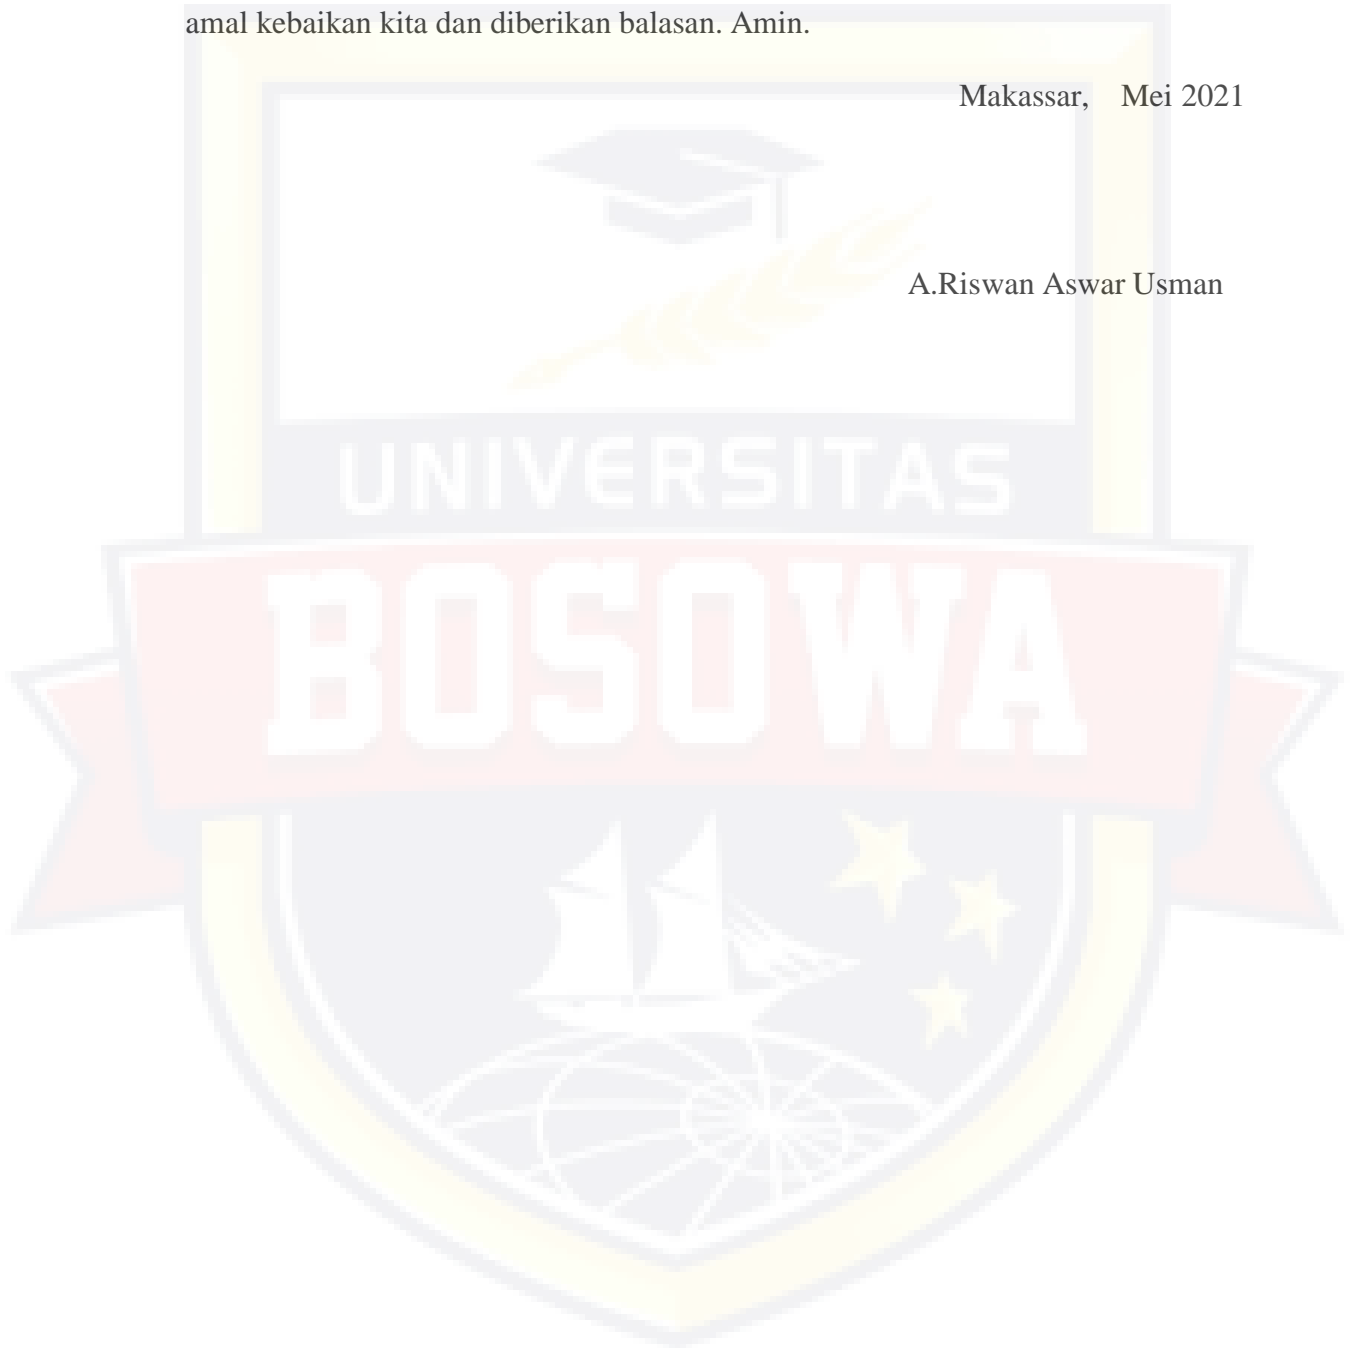 amal kebaikan kita dan diberikan balasan. Amin.
Makassar, Mei 2021
A.Riswan Aswar Usman
UNIVERSITAS
BOSOWA